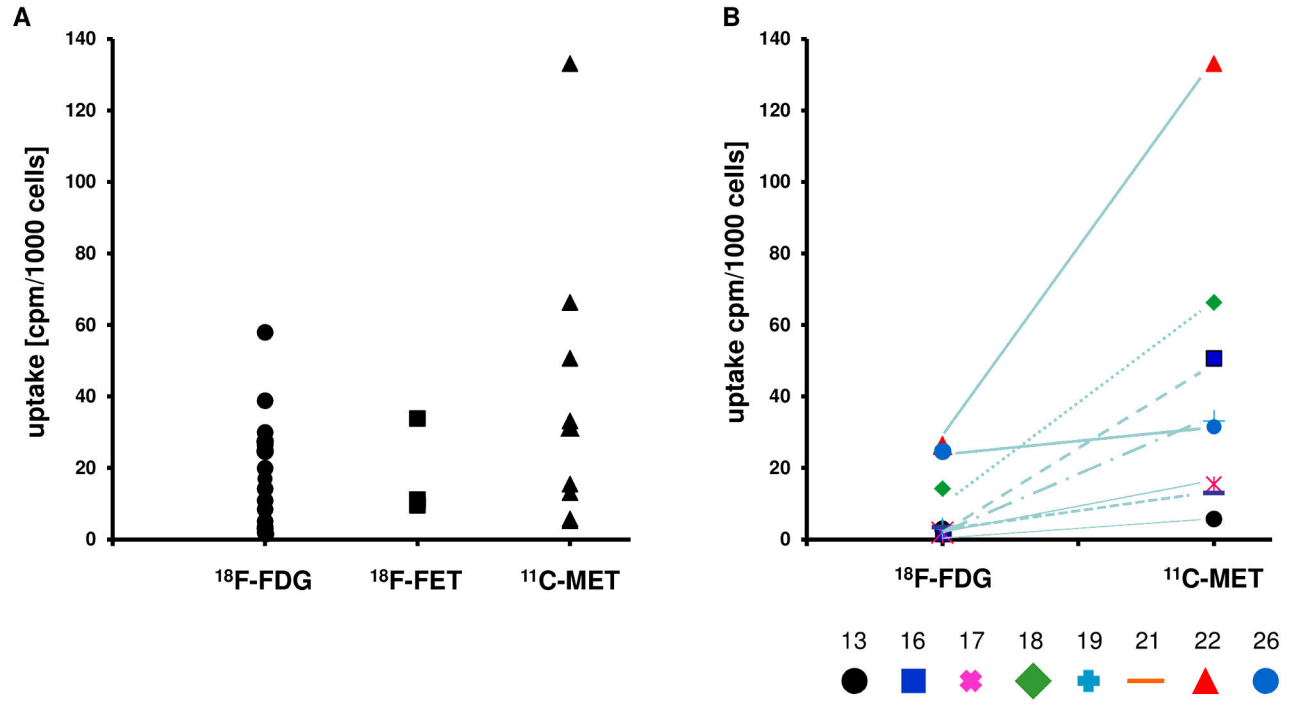 A
uptake [cpm/1000 cells]
140
120
100
80
60
40
20
0
¹⁸F-FDG ¹⁸F-FET ¹¹C-MET
B
uptake cpm/1000 cells]
140
120
100
80
60
40
20
0
¹⁸F-FDG ¹¹C-MET
13 16 17 18 19 21 22 26